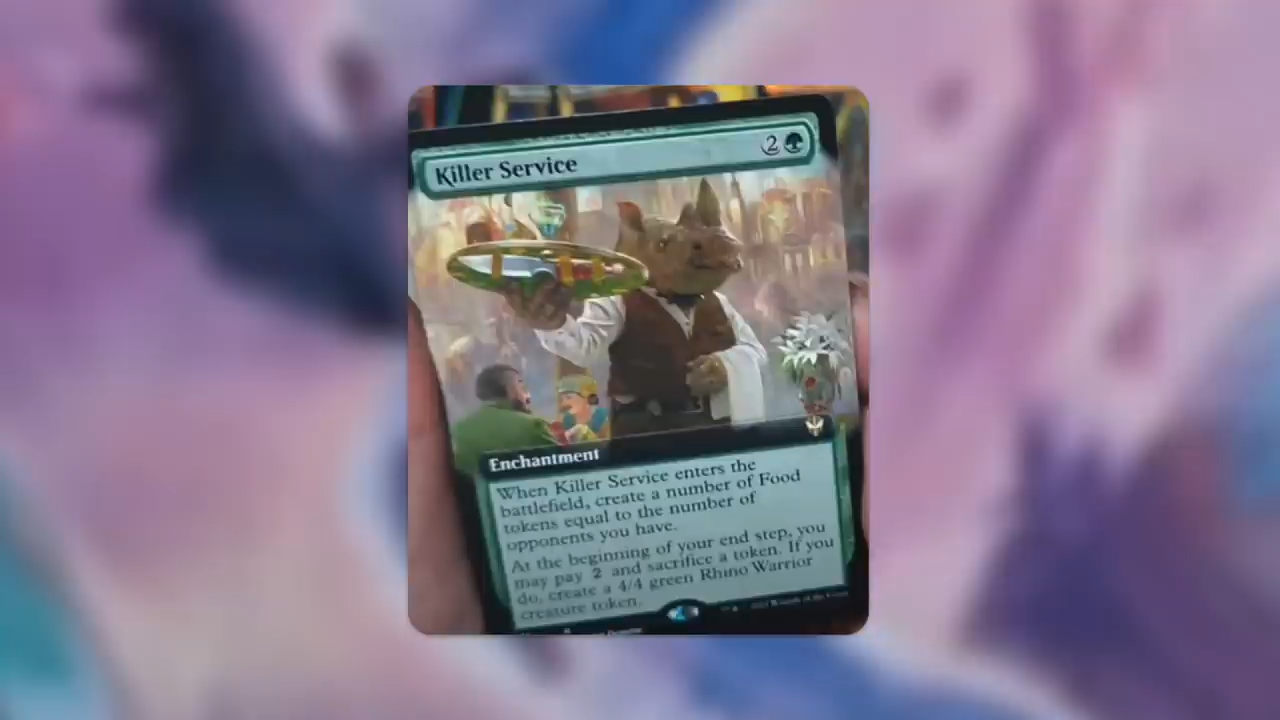 Killer Service
2
Enchantment
When Killer Service enters the
battlefield, create a number of Food
tokens equal to the number of
opponents you have.
At the beginning of your end step, you
may pay 2 and sacrifice a token. If you
do, create a 4/4 green Rhino Warrior
creature token.